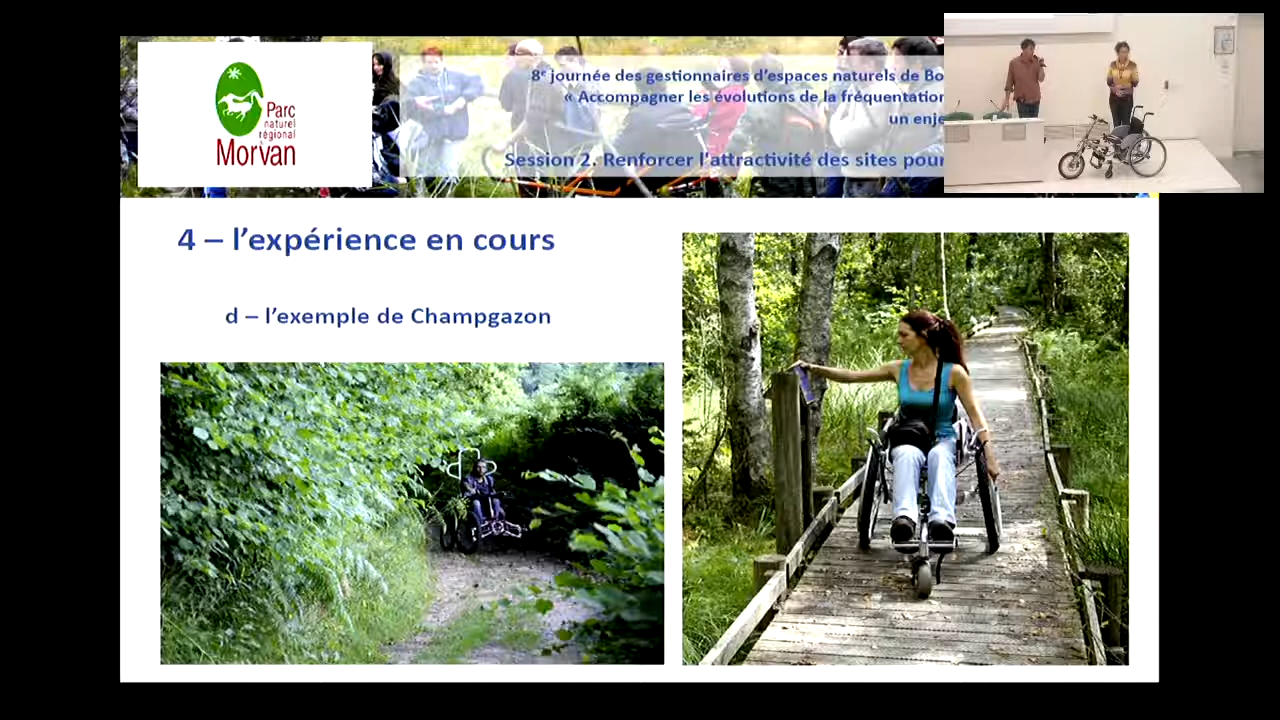 Parc
naturel
régional
Morvan
8e journée des gestionnaires d'espaces naturels de Bo
« Accompagner les évolutions de la fréquentation
un enje
Session 2. Renforcer l'attractivité des sites pour
4 – l'expérience en cours
d – l'exemple de Champgazon